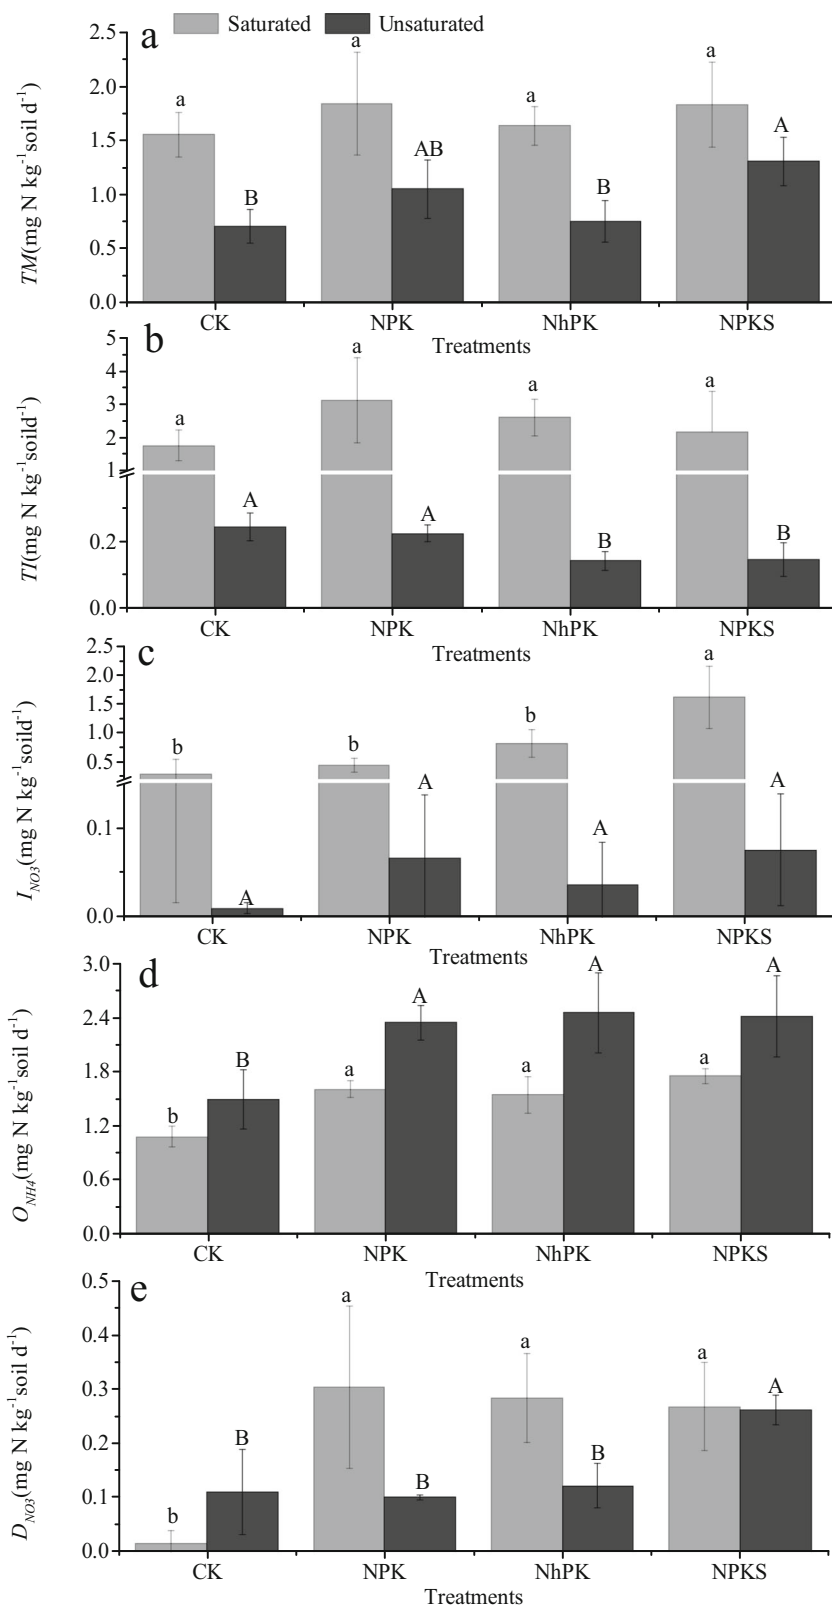 a
Saturated
Unsaturated
TM(mg N kg⁻¹soil d⁻¹)
2.5
2.0
1.5
1.0
0.5
0.0
a
B
a
AB
a
B
a
A
CK
NPK
NhPK
NPKS
Treatments
b
TI(mg N kg⁻¹soild⁻¹)
5
4
3
2
1
0.2
0.0
a
A
a
A
a
B
a
B
CK
NPK
NhPK
NPKS
Treatments
c
I_NO3(mg N kg⁻¹soild⁻¹)
2.5
2.0
1.5
1.0
0.5
0.1
0.0
b
A
b
A
b
A
a
A
CK
NPK
NhPK
NPKS
Treatments
d
O_NH4(mg N kg⁻¹soil d⁻¹)
3.0
2.4
1.8
1.2
0.6
0.0
b
B
a
A
a
A
a
A
CK
NPK
NhPK
NPKS
Treatments
e
D_NO3(mg N kg⁻¹soil d⁻¹)
0.5
0.4
0.3
0.2
0.1
0.0
b
B
a
B
a
B
a
A
CK
NPK
NhPK
NPKS
Treatments